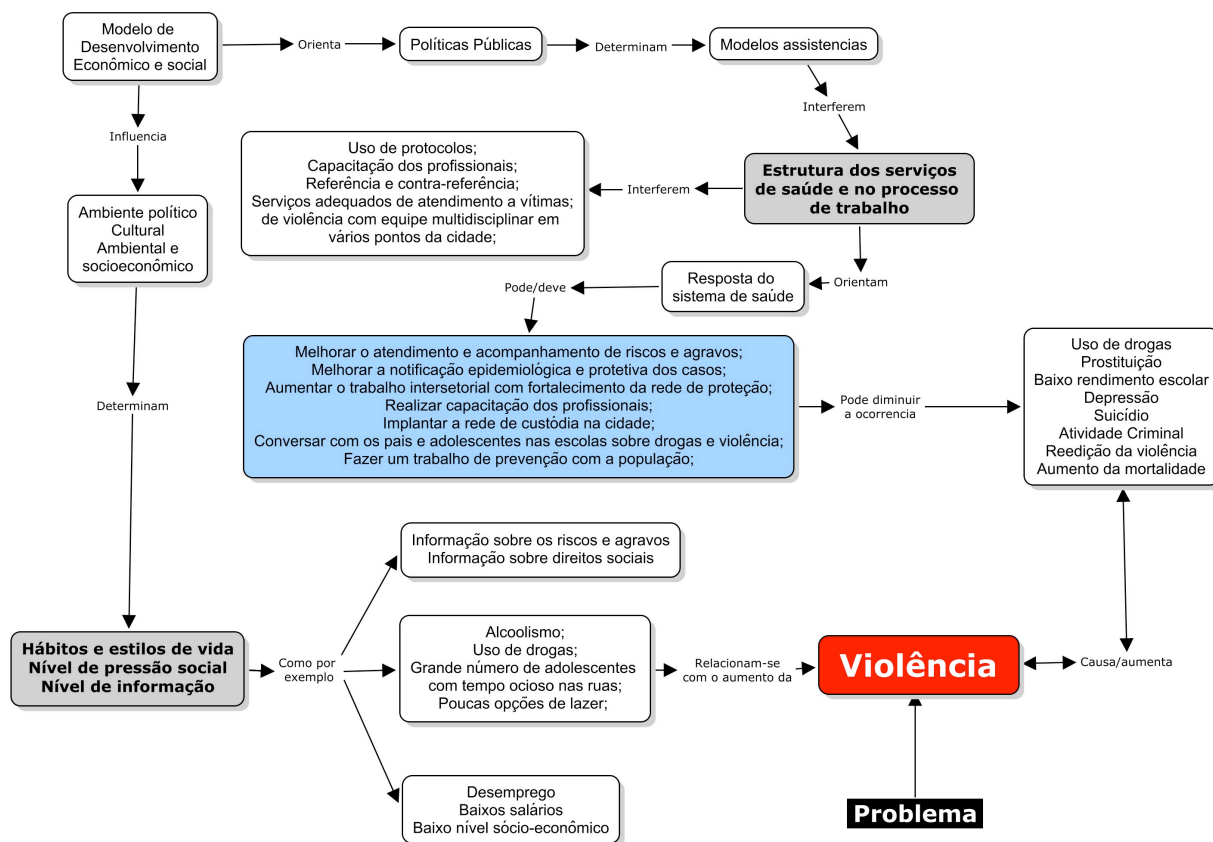 Modelo de
Desenvolvimento
Econômico e social
Orienta
Políticas Públicas
Determinam
Modelos assistencias
Interferem
Influencia
Uso de protocolos;
Capacitação dos profissionais;
Referência e contra-referência;
Serviços adequados de atendimento a vítimas;
de violência com equipe multidisciplinar em
vários pontos da cidade;
Interferem
Estrutura dos serviços
de saúde e no processo
de trabalho
Ambiente político
Cultural
Ambiental e
socioeconômico
Pode/deve
Resposta do
sistema de saúde
Orientam
Melhorar o atendimento e acompanhamento de riscos e agravos;
Melhorar a notificação epidemiológica e protetiva dos casos;
Aumentar o trabalho intersetorial com fortalecimento da rede de proteção;
Realizar capacitação dos profissionais;
Implantar a rede de custódia na cidade;
Conversar com os pais e adolescentes nas escolas sobre drogas e violência;
Fazer um trabalho de prevenção com a população;
Pode diminuir
a ocorrencia
Uso de drogas
Prostituição
Baixo rendimento escolar
Depressão
Suicídio
Atividade Criminal
Reedição da violência
Aumento da mortalidade
Determinam
Informação sobre os riscos e agravos
Informação sobre direitos sociais
Hábitos e estilos de vida
Nível de pressão social
Nível de informação
Como por
exemplo
Alcoolismo;
Uso de drogas;
Grande número de adolescentes
com tempo ocioso nas ruas;
Poucas opções de lazer;
Relacionam-se
com o aumento da
Violência
Causa/aumenta
Desemprego
Baixos salários
Baixo nível sócio-econômico
Problema